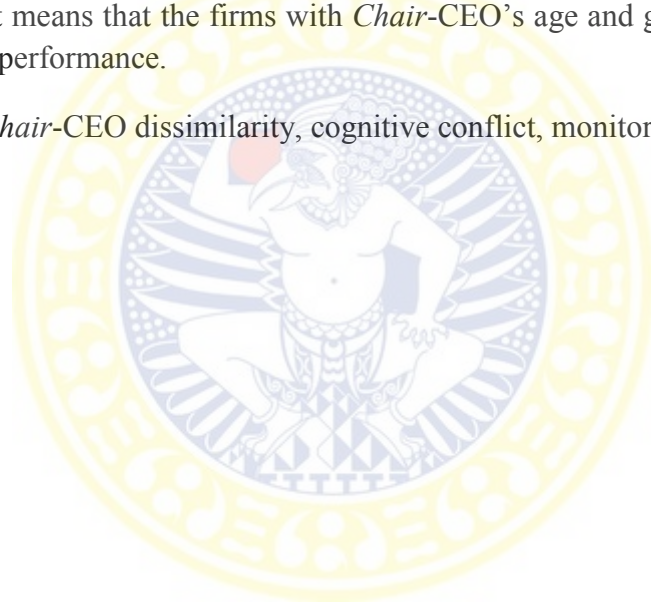 t means that the firms with Chair-CEO's age and g
performance.
hair-CEO dissimilarity, cognitive conflict, monitor